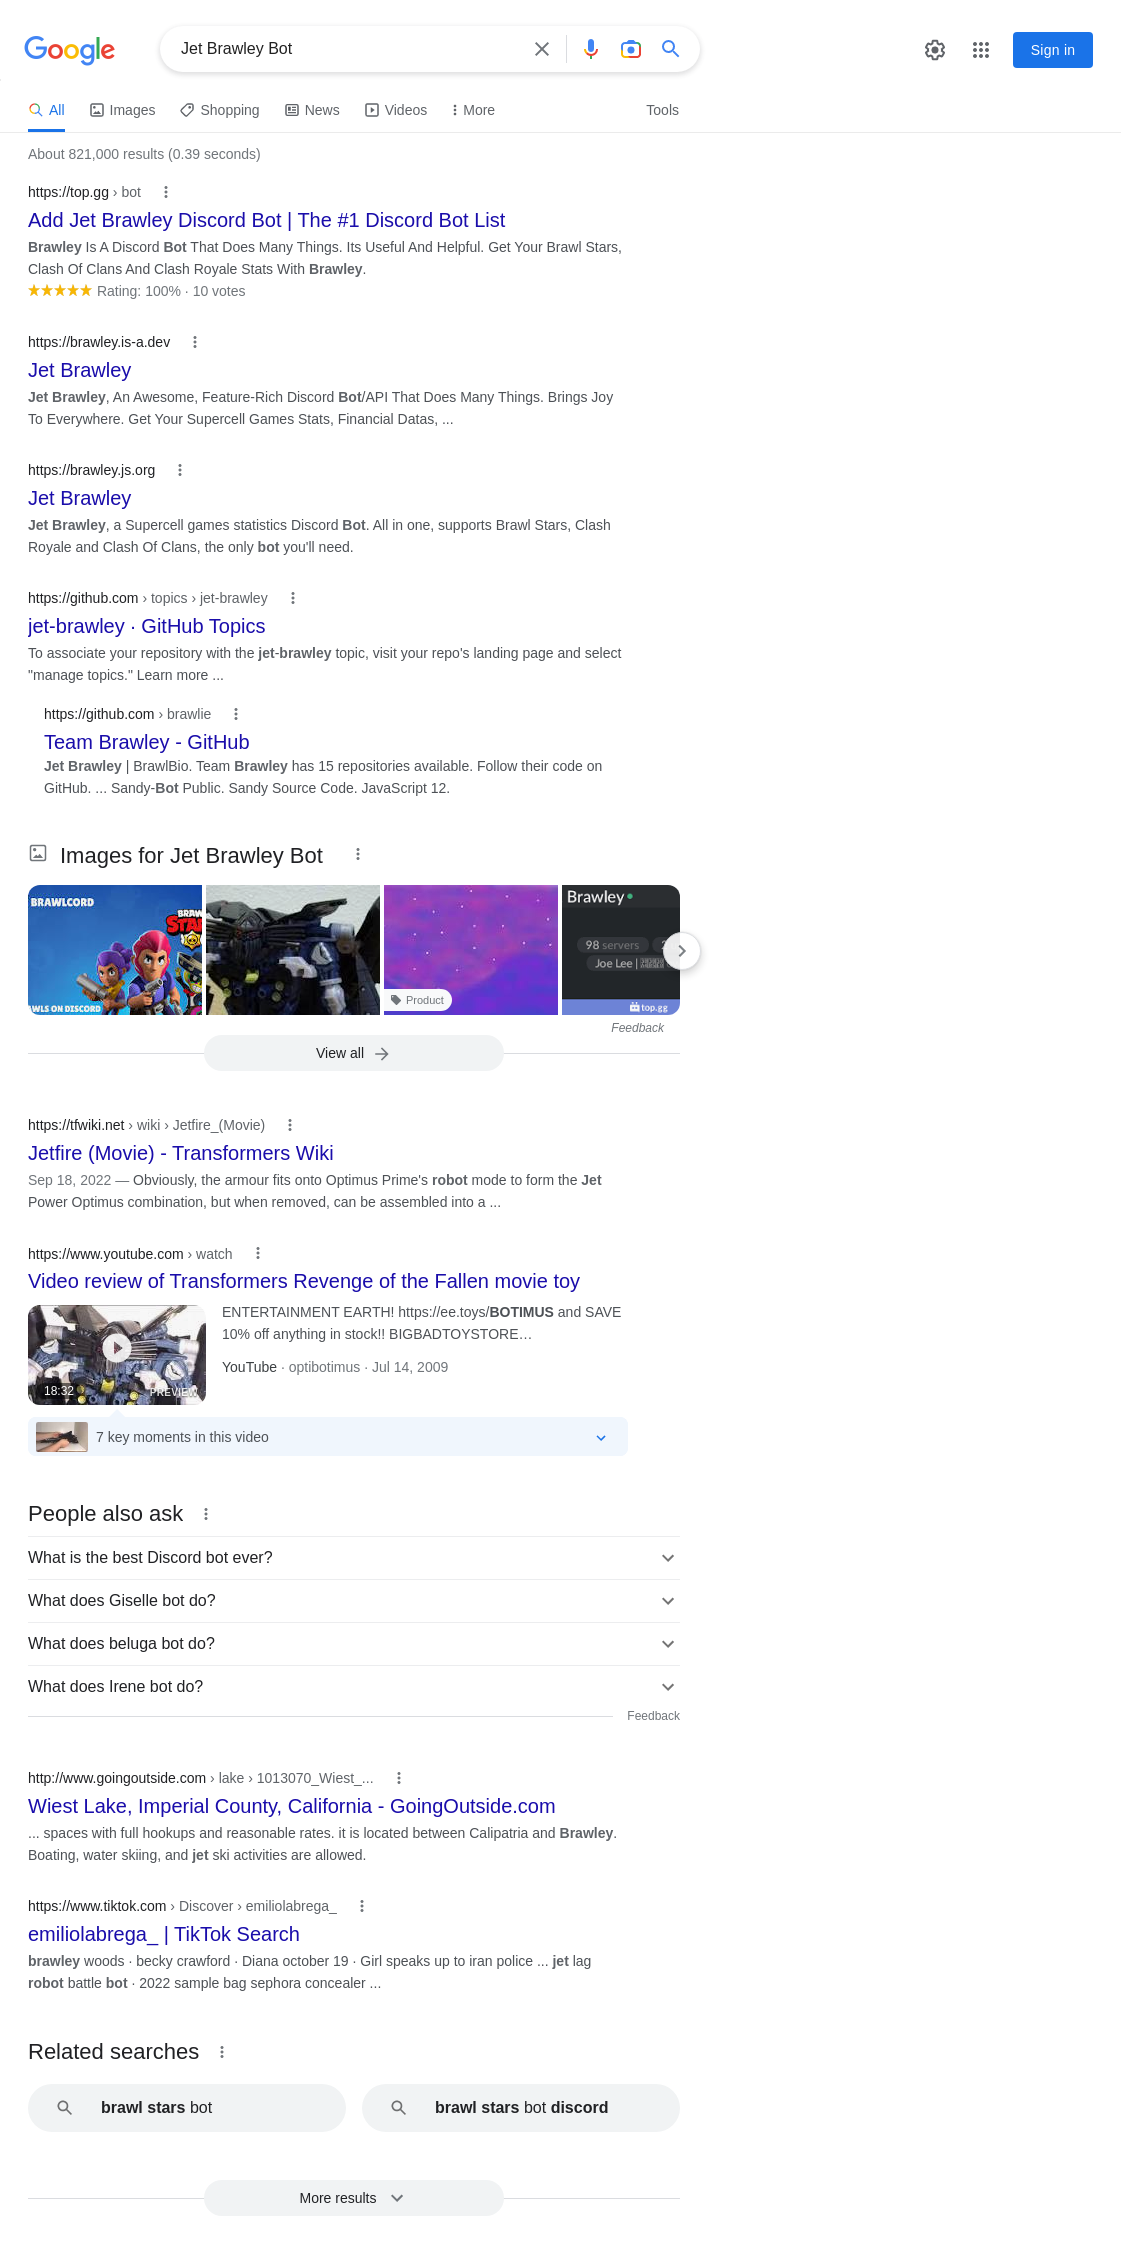 Google
Jet Brawley Bot
Sign in
All
Images
Shopping
News
Videos
More
Tools
About 821,000 results (0.39 seconds)
https://top.gg › bot
Add Jet Brawley Discord Bot | The #1 Discord Bot List
Brawley Is A Discord Bot That Does Many Things. Its Useful And Helpful. Get Your Brawl Stars,
Clash Of Clans And Clash Royale Stats With Brawley.
Rating: 100% · 10 votes
https://brawley.is-a.dev
Jet Brawley
Jet Brawley, An Awesome, Feature-Rich Discord Bot/API That Does Many Things. Brings Joy
To Everywhere. Get Your Supercell Games Stats, Financial Datas, ...
https://brawley.js.org
Jet Brawley
Jet Brawley, a Supercell games statistics Discord Bot. All in one, supports Brawl Stars, Clash
Royale and Clash Of Clans, the only bot you'll need.
https://github.com › topics › jet-brawley
jet-brawley · GitHub Topics
To associate your repository with the jet-brawley topic, visit your repo's landing page and select
"manage topics." Learn more ...
https://github.com › brawlie
Team Brawley - GitHub
Jet Brawley | BrawlBio. Team Brawley has 15 repositories available. Follow their code on
GitHub. ... Sandy-Bot Public. Sandy Source Code. JavaScript 12.
Images for Jet Brawley Bot
BRAWLCORD
BRAW
STA
AWLS ON DISCORD
Product
Brawley
98 servers
Joe Lee |
top.gg
Feedback
View all
https://tfwiki.net › wiki › Jetfire_(Movie)
Jetfire (Movie) - Transformers Wiki
Sep 18, 2022 — Obviously, the armour fits onto Optimus Prime's robot mode to form the Jet
Power Optimus combination, but when removed, can be assembled into a ...
https://www.youtube.com › watch
Video review of Transformers Revenge of the Fallen movie toy
ENTERTAINMENT EARTH! https://ee.toys/BOTIMUS and SAVE
10% off anything in stock!! BIGBADTOYSTORE…
YouTube · optibotimus · Jul 14, 2009
18:32
PREVIEW
7 key moments in this video
People also ask
What is the best Discord bot ever?
What does Giselle bot do?
What does beluga bot do?
What does Irene bot do?
Feedback
http://www.goingoutside.com › lake › 1013070_Wiest_...
Wiest Lake, Imperial County, California - GoingOutside.com
... spaces with full hookups and reasonable rates. it is located between Calipatria and Brawley.
Boating, water skiing, and jet ski activities are allowed.
https://www.tiktok.com › Discover › emiliolabrega_
emiliolabrega_ | TikTok Search
brawley woods · becky crawford · Diana october 19 · Girl speaks up to iran police ... jet lag
robot battle bot · 2022 sample bag sephora concealer ...
Related searches
brawl stars bot
brawl stars bot discord
More results